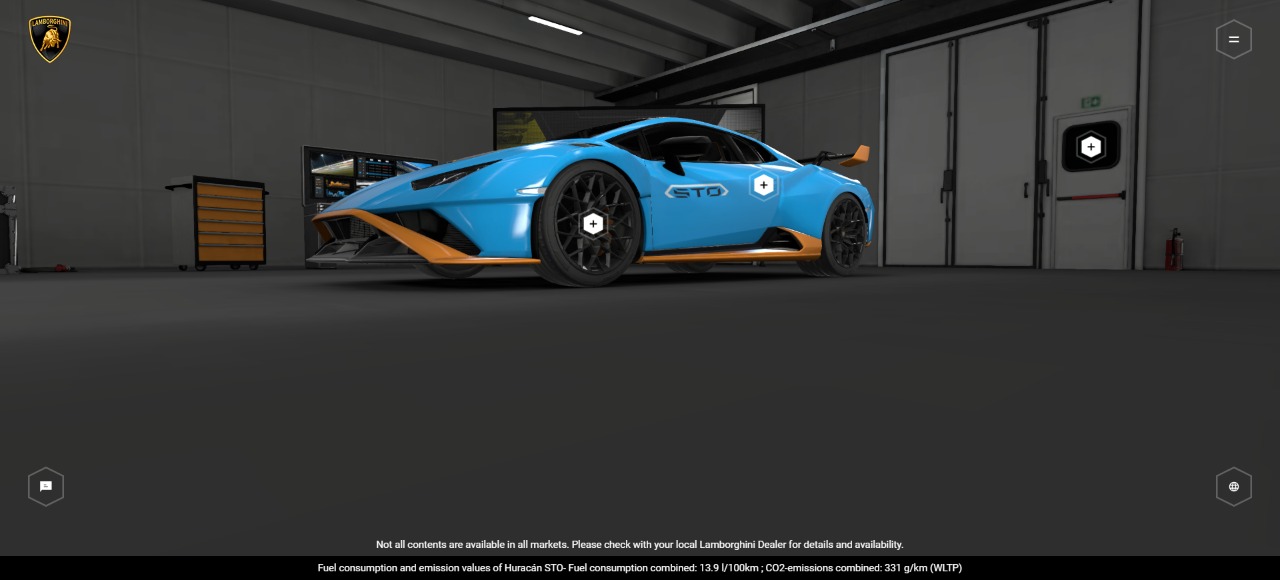 LAMBORGHINI
STO
Not all contents are available in all markets. Please check with your local Lamborghini Dealer for details and availability.
Fuel consumption and emission values of Huracán STO- Fuel consumption combined: 13.9 l/100km ; CO2-emissions combined: 331 g/km (WLTP)